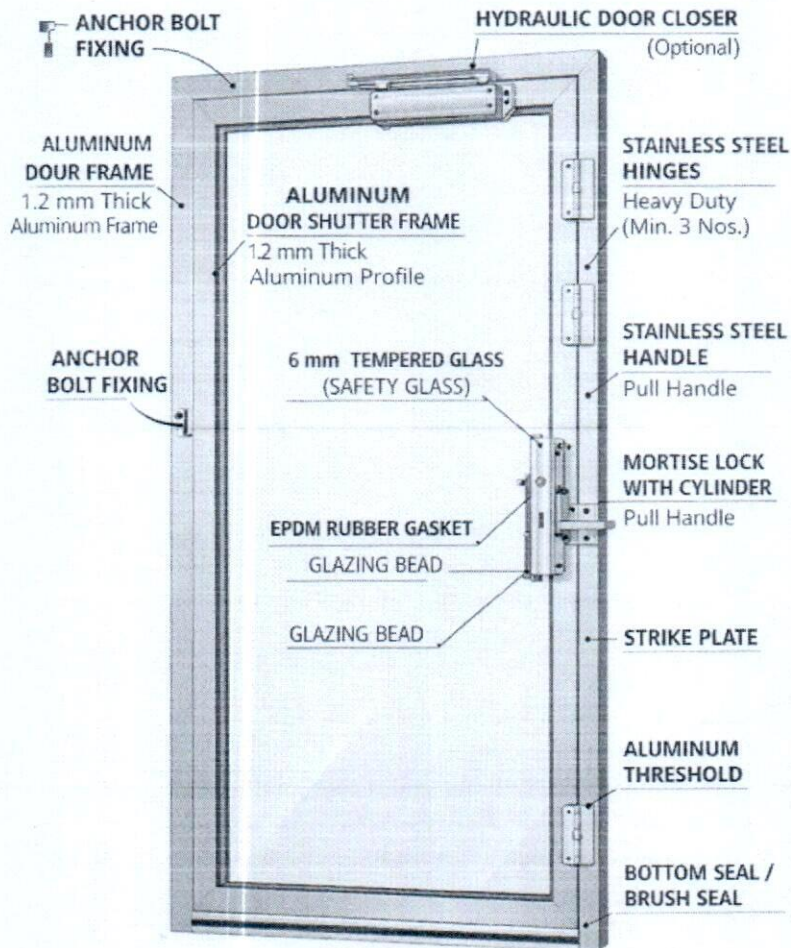 ANCHOR BOLT
FIXING
HYDRAULIC DOOR CLOSER
(Optional)
ALUMINUM
DOUR FRAME
1.2 mm Thick
Aluminum Frame
ALUMINUM
DOOR SHUTTER FRAME
1.2 mm Thick
Aluminum Profile
STAINLESS STEEL
HINGES
Heavy Duty
(Min. 3 Nos.)
ANCHOR
BOLT FIXING
6 mm TEMPERED GLASS
(SAFETY GLASS)
STAINLESS STEEL
HANDLE
Pull Handle
MORTISE LOCK
WITH CYLINDER
Pull Handle
EPDM RUBBER GASKET
GLAZING BEAD
GLAZING BEAD
STRIKE PLATE
ALUMINUM
THRESHOLD
BOTTOM SEAL /
BRUSH SEAL